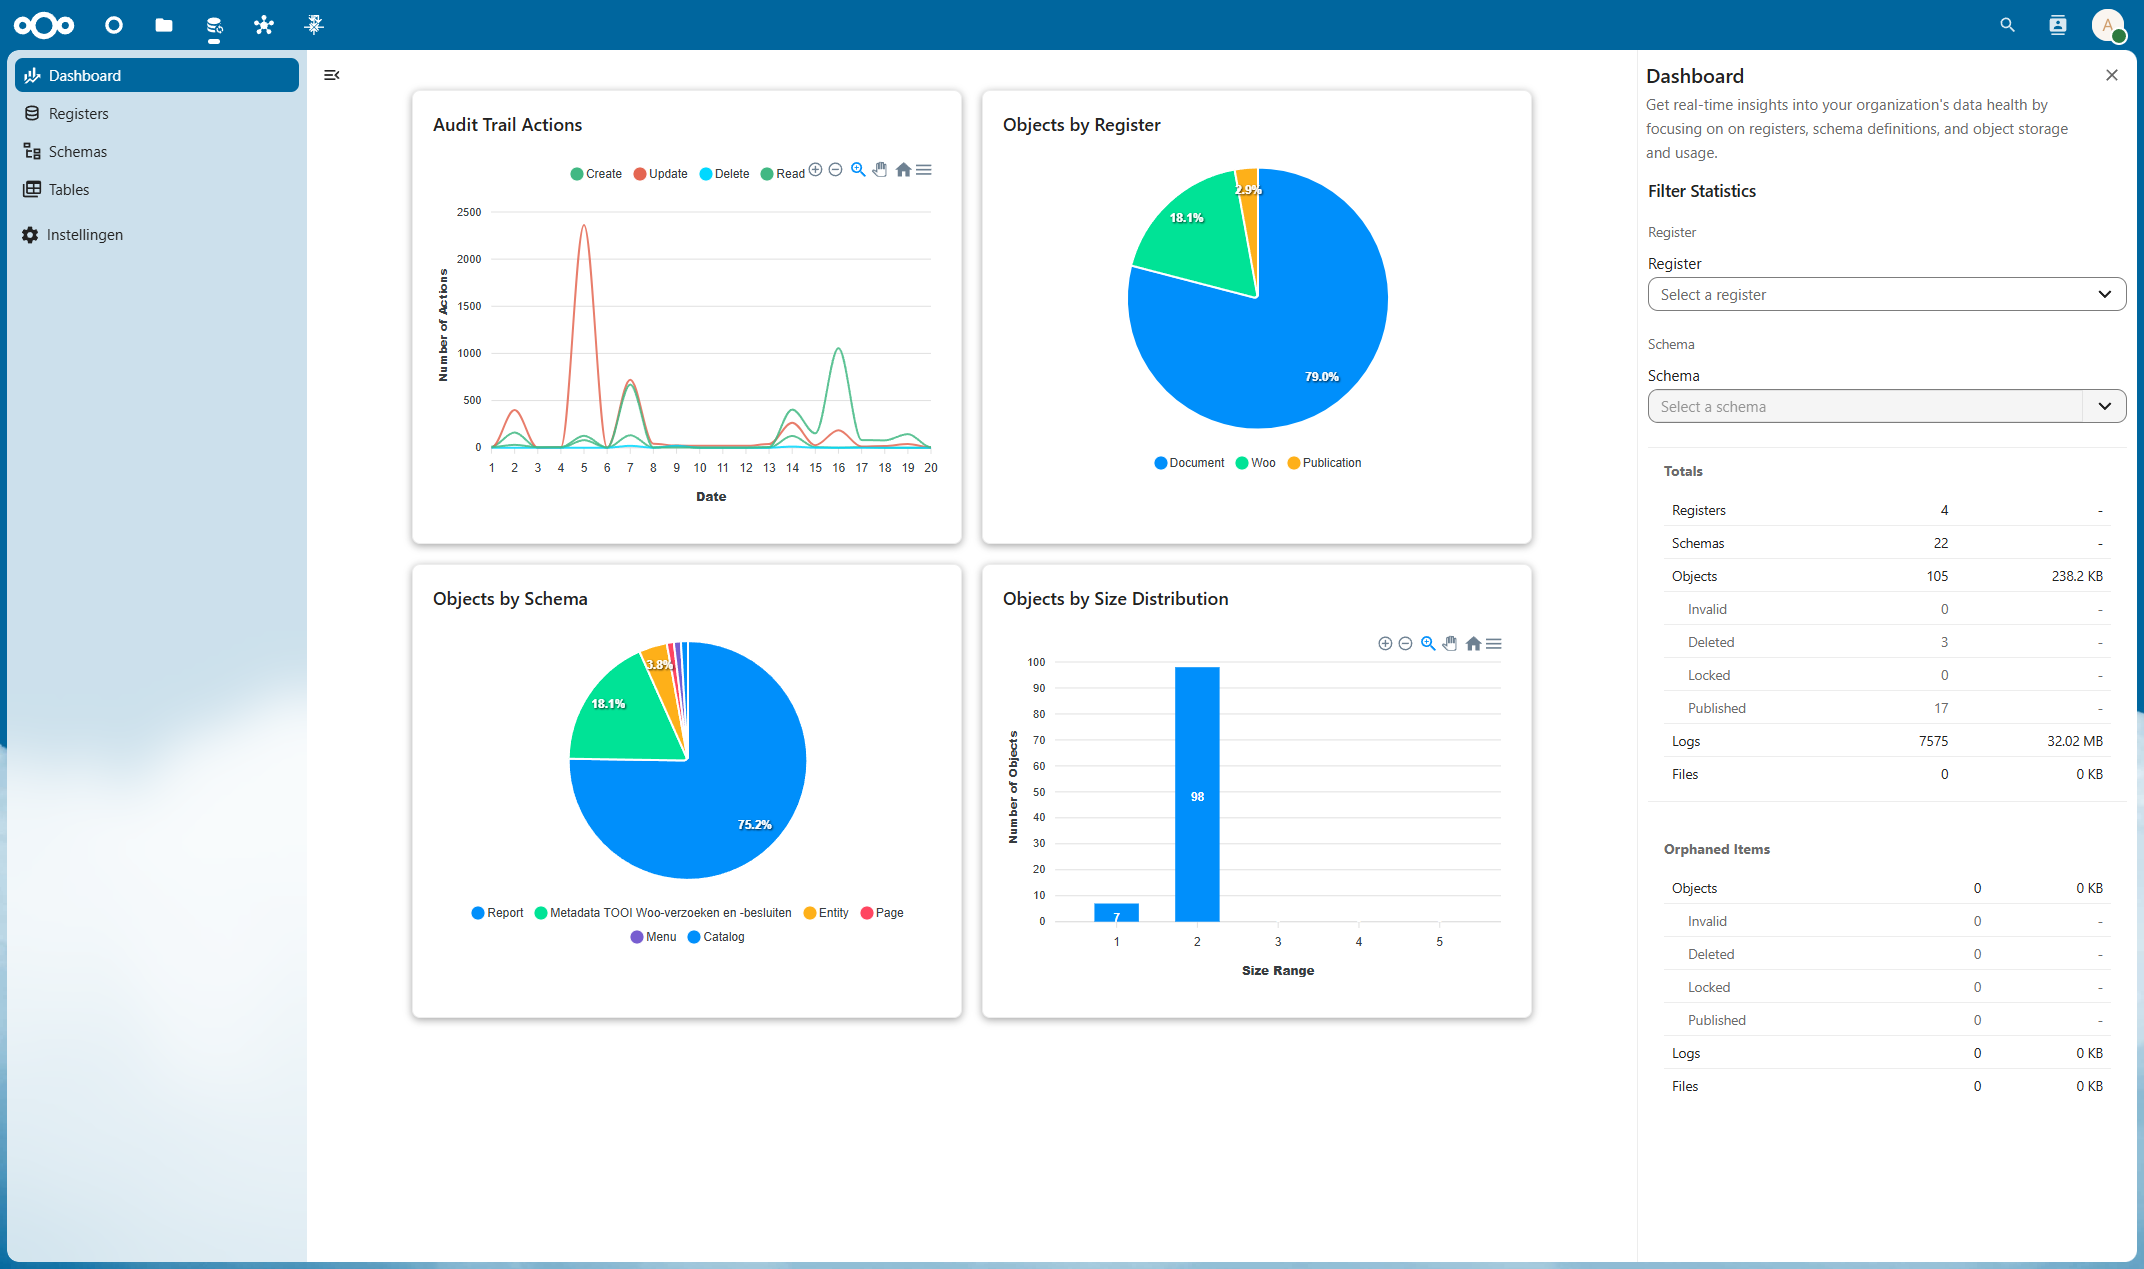 A
Dashboard
Registers
Schemas
Tables
Instellingen
Audit Trail Actions
Create Update Delete Read
2500
2000
1500
1000
500
0
Number of Actions
1 2 3 4 5 6 7 8 9 10 11 12 13 14 15 16 17 18 19 20
Date
Objects by Register
2.9%
18.1%
79.0%
Document Woo Publication
Objects by Schema
3.8%
18.1%
75.2%
Report Metadata TOOI Woo-verzoeken en -besluiten Entity Page
Menu Catalog
Objects by Size Distribution
100
90
80
70
60
50
40
30
20
10
0
Number of Objects
98
7
1 2 3 4 5
Size Range
Dashboard
Get real-time insights into your organization's data health by
focusing on on registers, schema definitions, and object storage
and usage.
Filter Statistics
Register
Register
Select a register
Schema
Schema
Select a schema
Totals
Registers 4 -
Schemas 22 -
Objects 105 238.2 KB
Invalid 0 -
Deleted 3 -
Locked 0 -
Published 17 -
Logs 7575 32.02 MB
Files 0 0 KB
Orphaned Items
Objects 0 0 KB
Invalid 0 -
Deleted 0 -
Locked 0 -
Published 0 -
Logs 0 0 KB
Files 0 0 KB